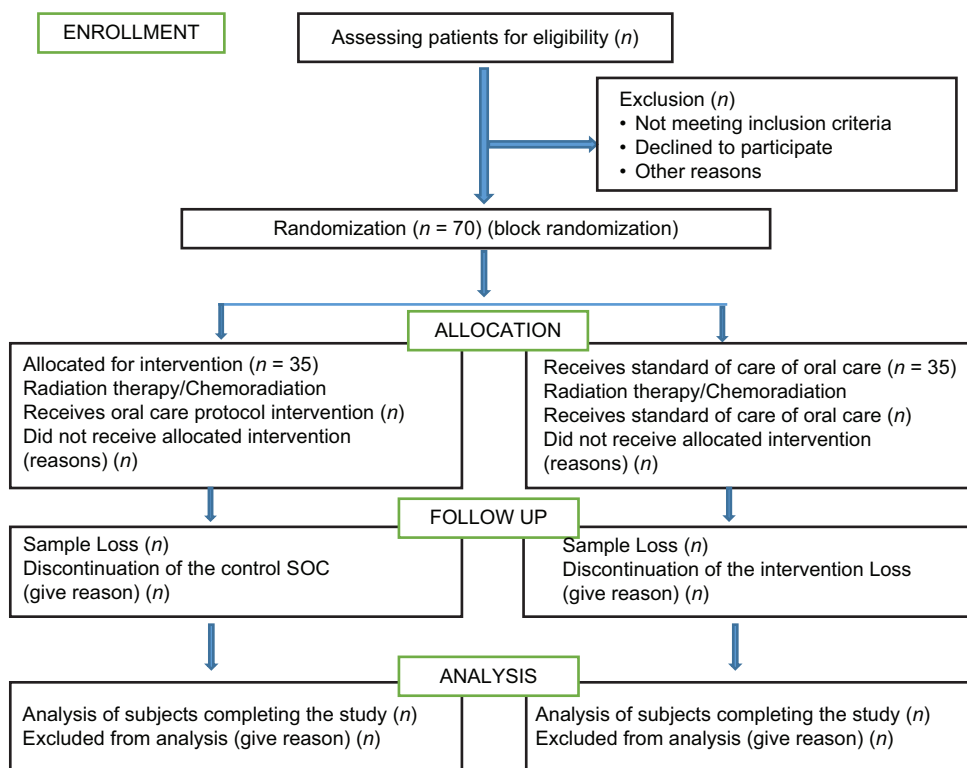 ENROLLMENT
Assessing patients for eligibility (n)
Exclusion (n)
• Not meeting inclusion criteria
• Declined to participate
• Other reasons
Randomization (n = 70) (block randomization)
ALLOCATION
Allocated for intervention (n = 35)
Radiation therapy/Chemoradiation
Receives oral care protocol intervention (n)
Did not receive allocated intervention
(reasons) (n)
Receives standard of care of oral care (n = 35)
Radiation therapy/Chemoradiation
Receives standard of care of oral care (n)
Did not receive allocated intervention
(reasons) (n)
FOLLOW UP
Sample Loss (n)
Discontinuation of the control SOC
(give reason) (n)
Sample Loss (n)
Discontinuation of the intervention Loss
(give reason) (n)
ANALYSIS
Analysis of subjects completing the study (n)
Excluded from analysis (give reason) (n)
Analysis of subjects completing the study (n)
Excluded from analysis (give reason) (n)